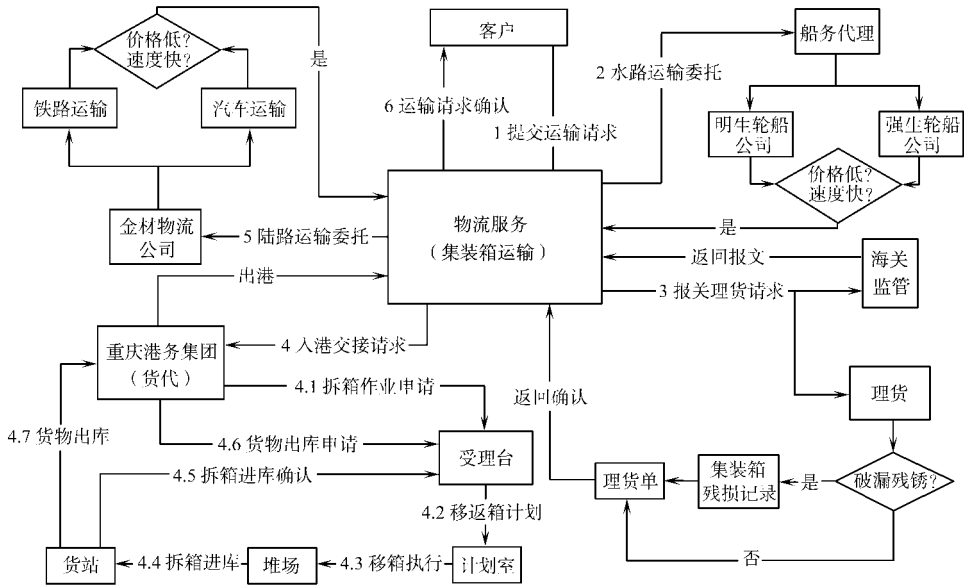 价格低?
速度快?
是
客户
船务代理
2 水路运输委托
铁路运输
汽车运输
6 运输请求确认
1 提交运输请求
明生轮船
公司
强生轮船
公司
价格低?
速度快?
物流服务
(集装箱运输)
金材物流
公司
5 陆路运输委托
是
返回报文
海关
监管
出港
3 报关理货请求
4 入港交接请求
重庆港务集团
(货代)
4.1 拆箱作业申请
返回确认
理货
4.7 货物出库
4.6 货物出库申请
受理台
4.5 拆箱进库确认
理货单
集装箱
残损记录
是
破漏残锈?
4.2 移返箱计划
否
货站
4.4 拆箱进库
堆场
4.3 移箱执行
计划室